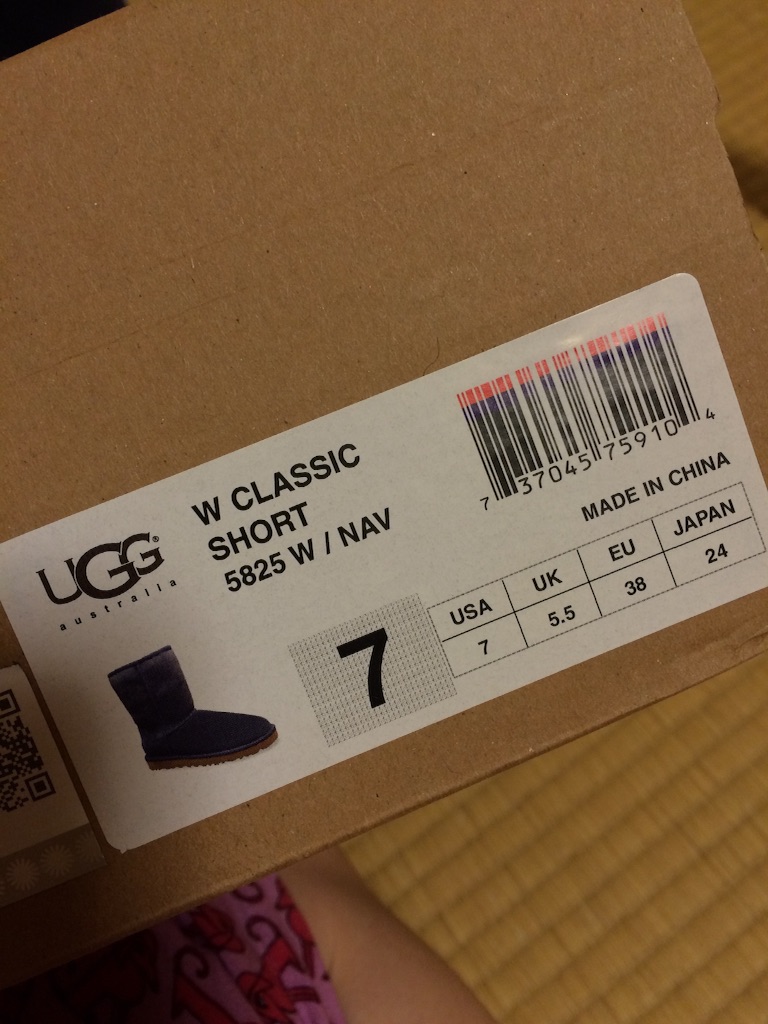 W CLASSIC
SHORT
5825 W / NAV
UGG®
australia
7 37045 75910 4
MADE IN CHINA
USA UK EU JAPAN
7 5.5 38 24
7